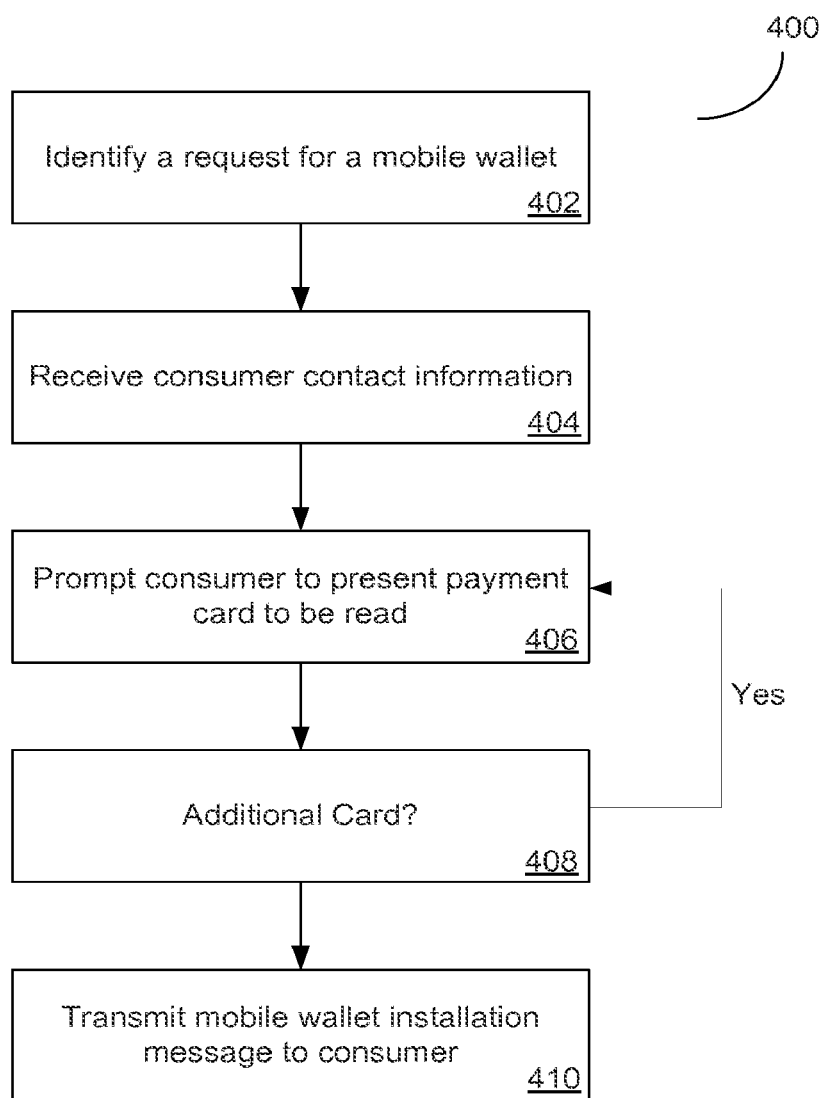 400
Identify a request for a mobile wallet
402
Receive consumer contact information
404
Prompt consumer to present payment
card to be read
406
Yes
Additional Card?
408
Transmit mobile wallet installation
message to consumer
410